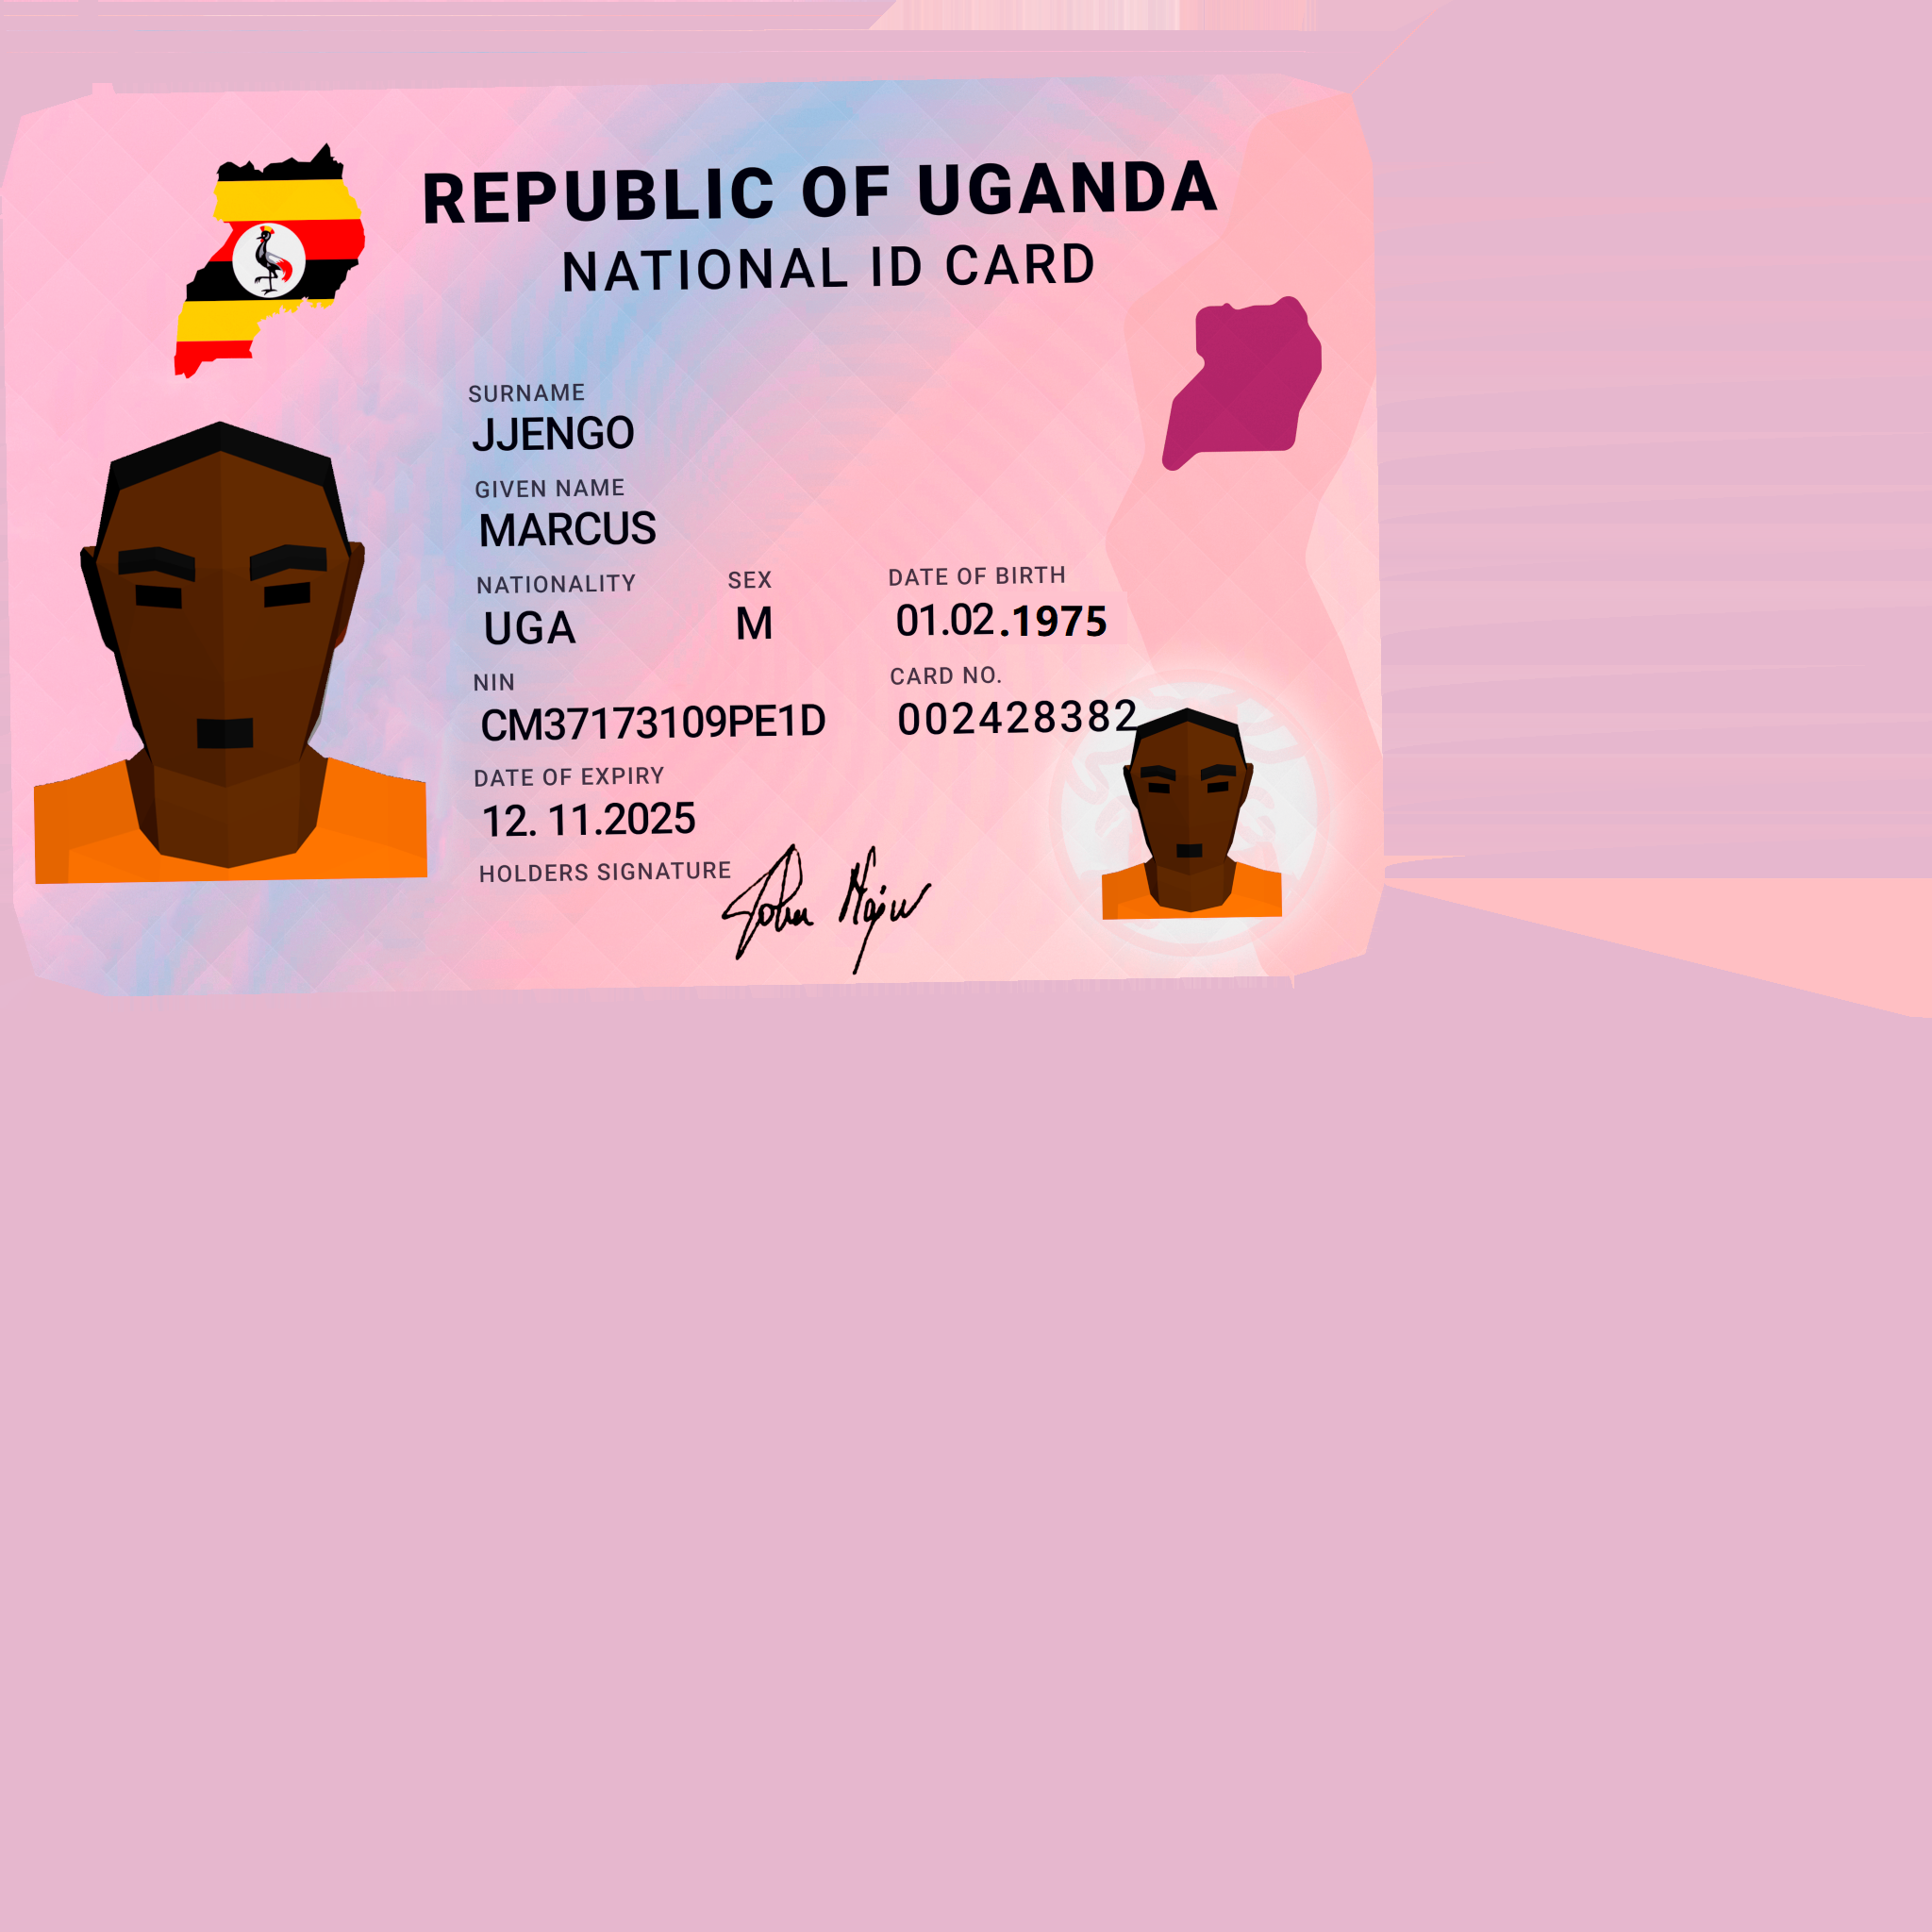 REPUBLIC OF UGANDA
NATIONAL ID CARD
SURNAME
JJENGO
GIVEN NAME
MARCUS
NATIONALITY SEX DATE OF BIRTH
UGA M 01.02.1975
NIN CARD NO.
CM37173109PE1D 002428382
DATE OF EXPIRY
12. 11.2025
HOLDERS SIGNATURE
John